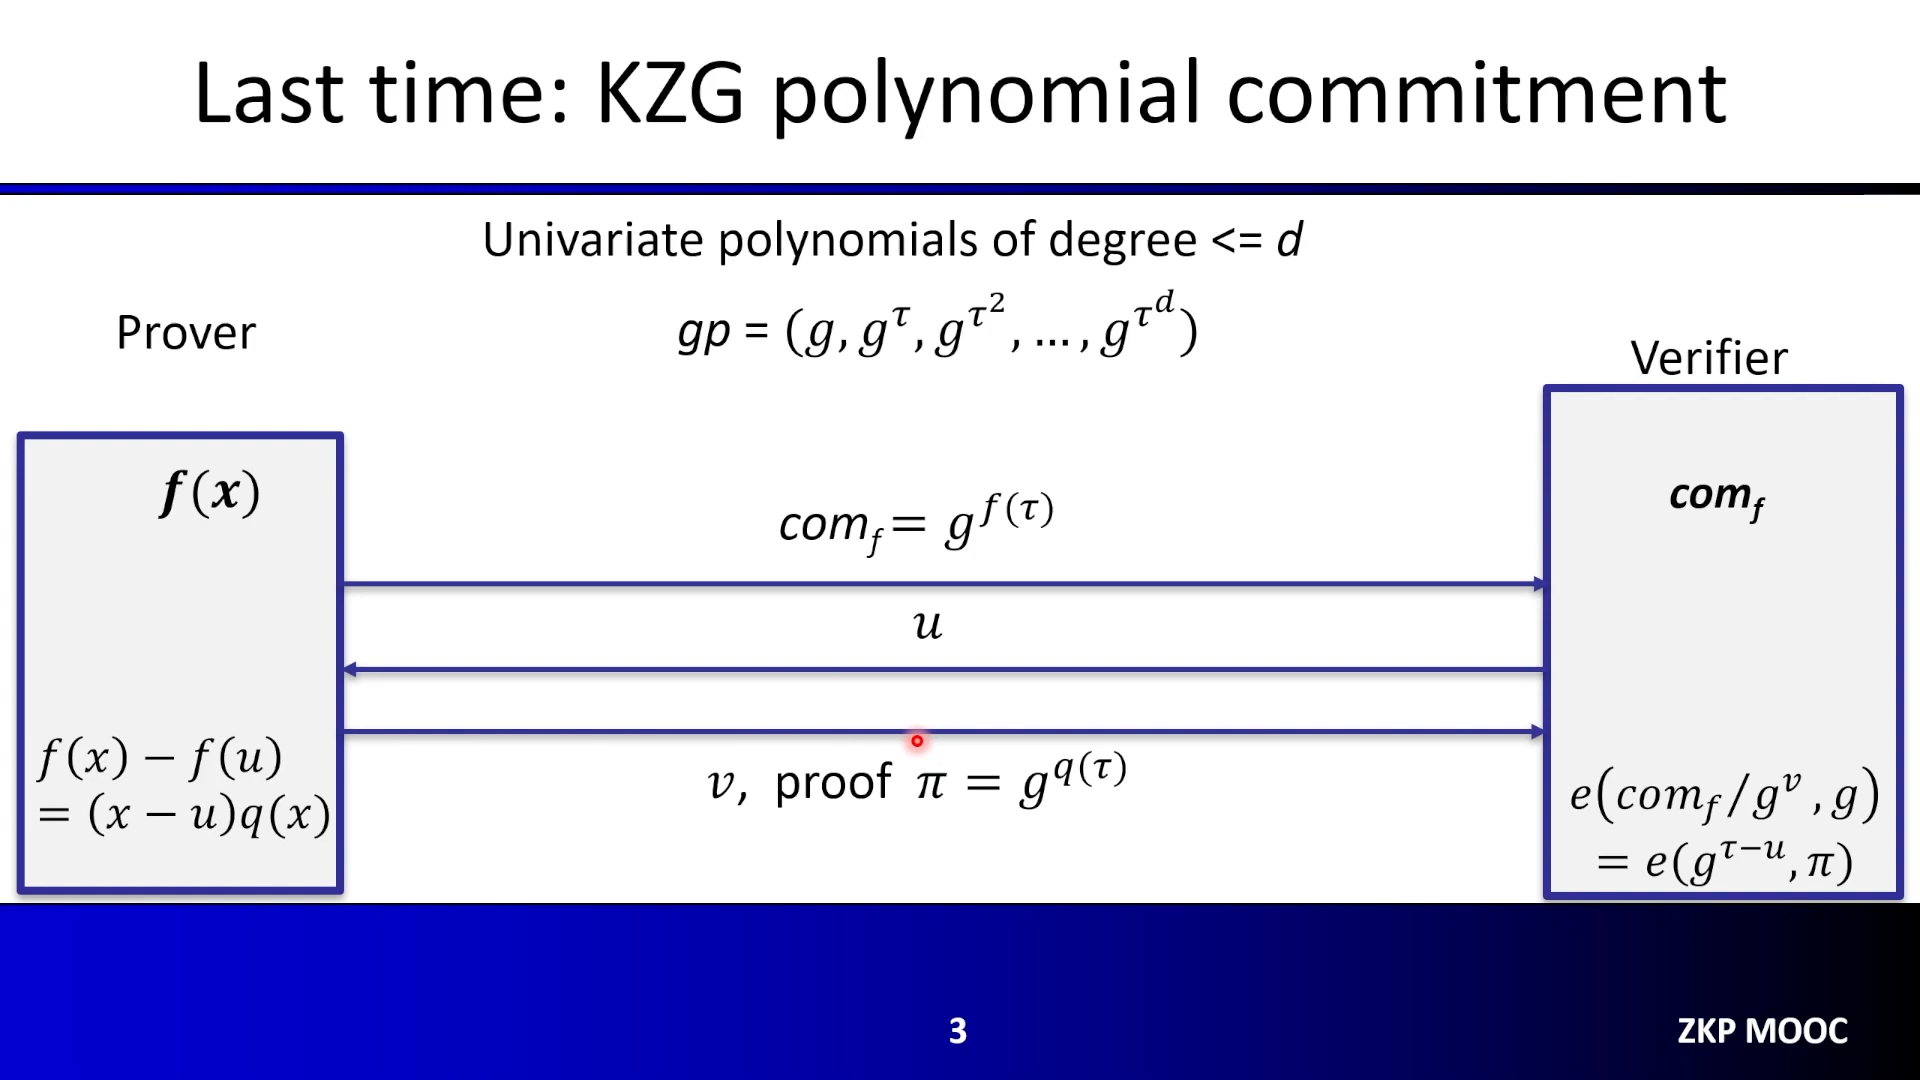 Last time: KZG polynomial commitment
Univariate polynomials of degree <= d
Prover
gp = (g, g^τ, g^{τ^2}, …, g^{τ^d})
Verifier
f(x)
com_f
com_f = g^{f(τ)}
u
v, proof π = g^{q(τ)}
f(x) − f(u)
= (x − u)q(x)
e(com_f/g^v, g)
= e(g^{τ−u}, π)
3
ZKP MOOC